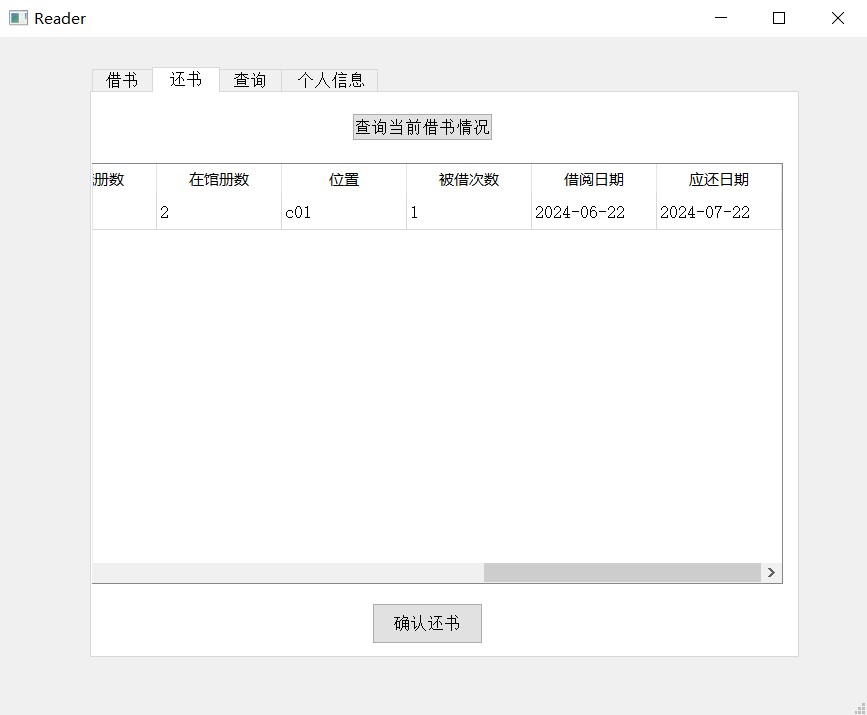 Reader
借书 还书 查询 个人信息
查询当前借书情况
册数 在馆册数 位置 被借次数 借阅日期 应还日期
2 c01 1 2024-06-22 2024-07-22
确认还书